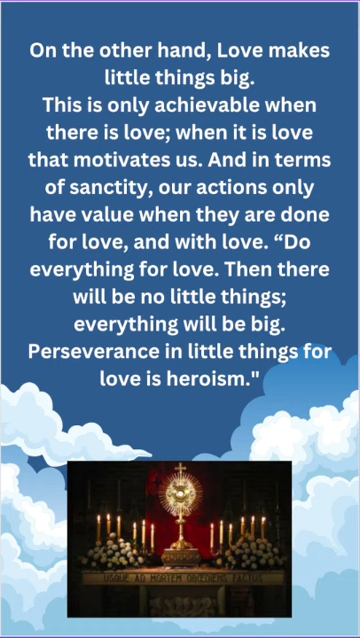 On the other hand, Love makes
little things big.
This is only achievable when
there is love; when it is love
that motivates us. And in terms
of sanctity, our actions only
have value when they are done
for love, and with love. “Do
everything for love. Then there
will be no little things;
everything will be big.
Perseverance in little things for
love is heroism."
USQUE AD MORTEM OBŒDIENS FACTUS